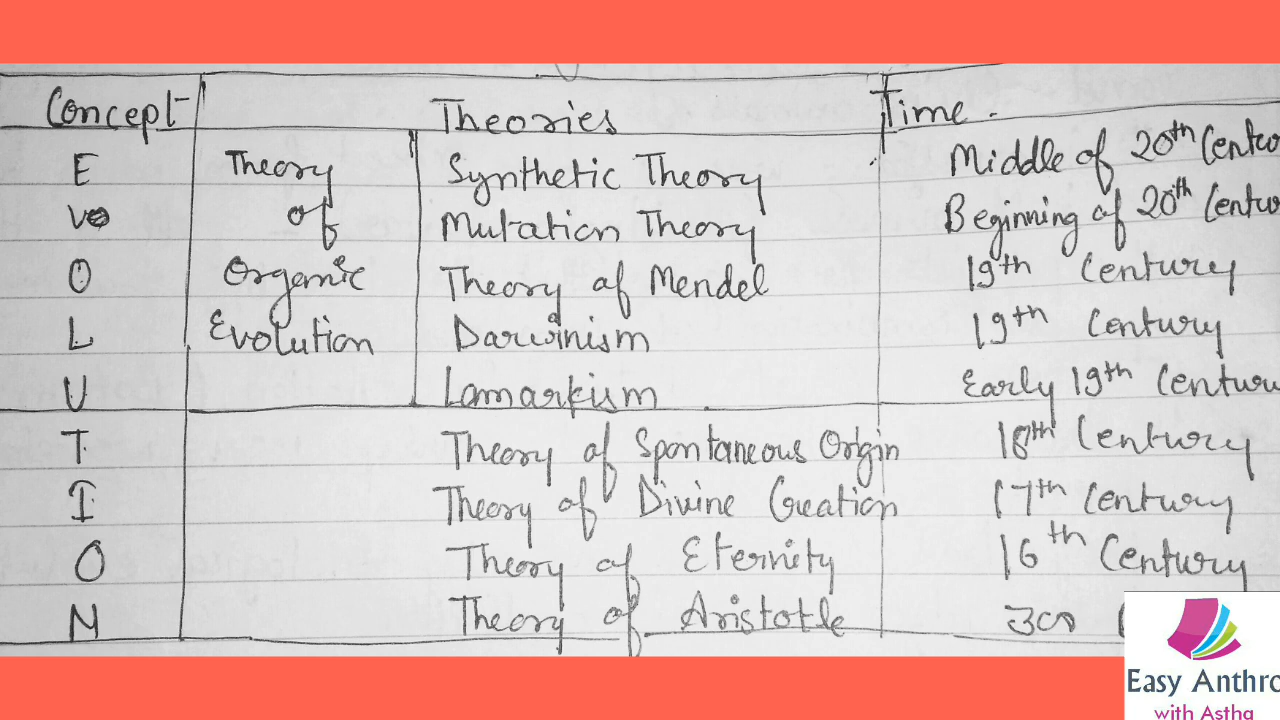 Concept Theories Time.
E Theory Synthetic Theory Middle of 20th Centu
V of Mutation Theory Beginning of 20th Centu
O Organic Theory of Mendel 19th Century
L Evolution Darwinism 19th Century
U Lamarkism Early 19th Centur
T Theory of Spontaneous Origin 18th Century
I Theory of Divine Creation 17th Century
O Theory of Eternity 16th Century
N Theory of Aristotle
Easy Anthro
with Astha